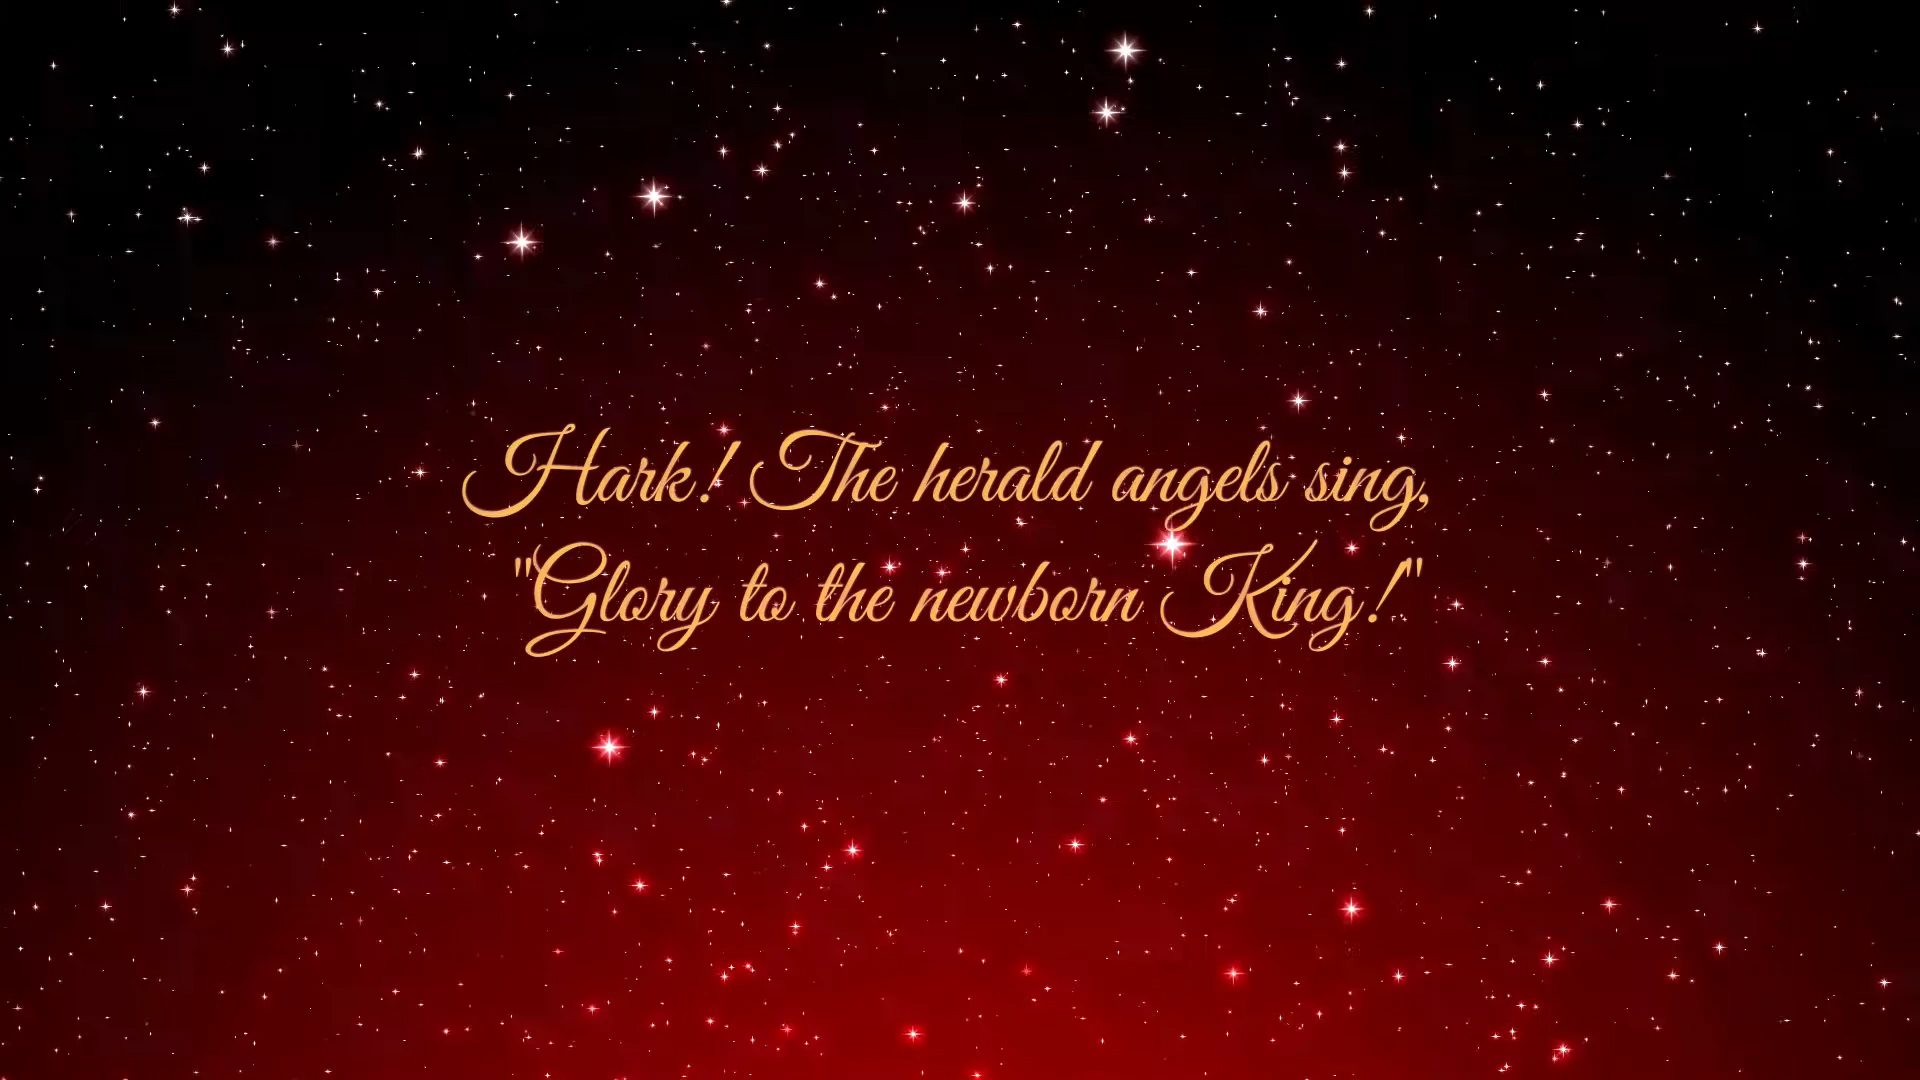 Hark! The herald angels sing,
"Glory to the newborn King!"